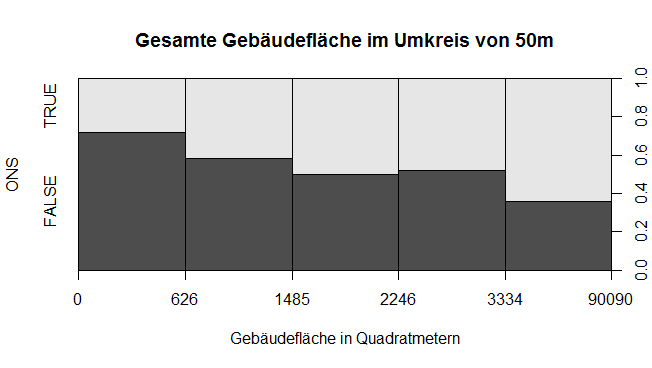 Gesamte Gebäudefläche im Umkreis von 50m
ONS
TRUE
FALSE
1.0
0.8
0.6
0.4
0.2
0.0
0 626 1485 2246 3334 90090
Gebäudefläche in Quadratmetern